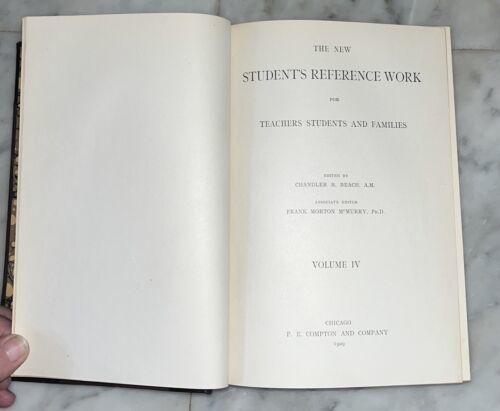 THE NEW
STUDENT'S REFERENCE WORK
FOR
TEACHERS STUDENTS AND FAMILIES
EDITED BY
CHANDLER B. BEACH, A.M.
ASSOCIATE EDITOR
FRANK MORTON McMURRY, Ph.D.
VOLUME IV
CHICAGO
F. E. COMPTON AND COMPANY
1909